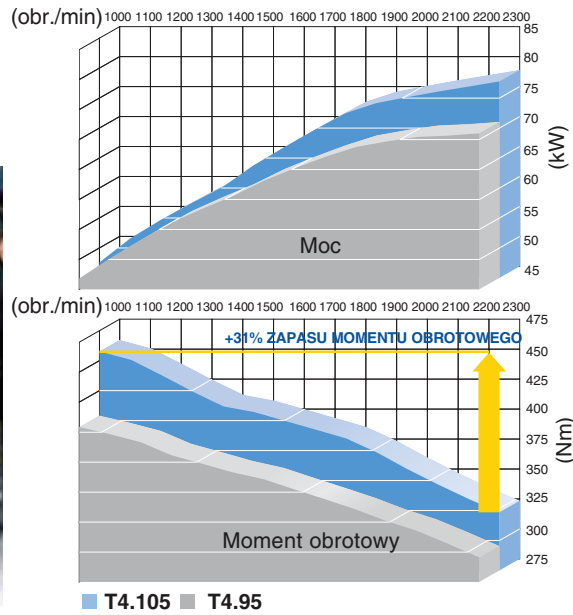 (obr./min) 1000 1100 1200 1300 1400 1500 1600 1700 1800 1900 2000 2100 2200 2300
85
80
75
70
65
60
55
50
45
(kW)
Moc
(obr./min) 1000 1100 1200 1300 1400 1500 1600 1700 1800 1900 2000 2100 2200 2300
475
+31% ZAPASU MOMENTU OBROTOWEGO
450
425
400
375
350
325
300
275
(Nm)
Moment obrotowy
T4.105 T4.95